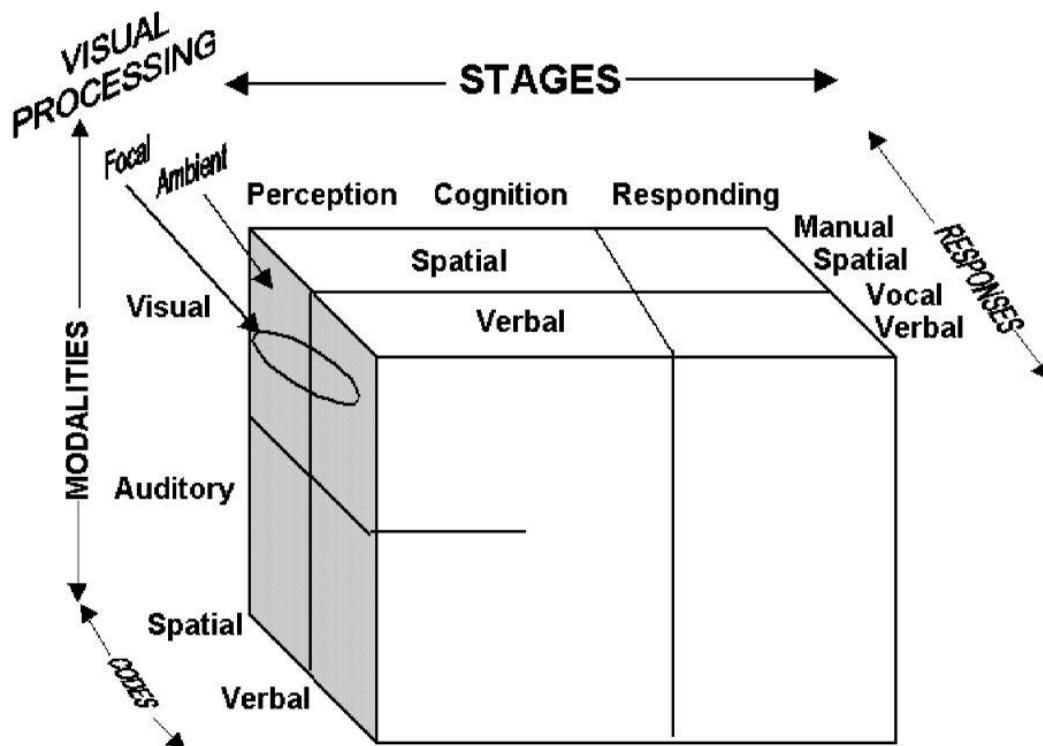 VISUAL
PROCESSING
STAGES
Focal
Ambient
Perception Cognition Responding
Manual
Spatial
Vocal
Verbal
RESPONSES
Spatial
Verbal
Visual
MODALITIES
Auditory
Spatial
Verbal
CODES